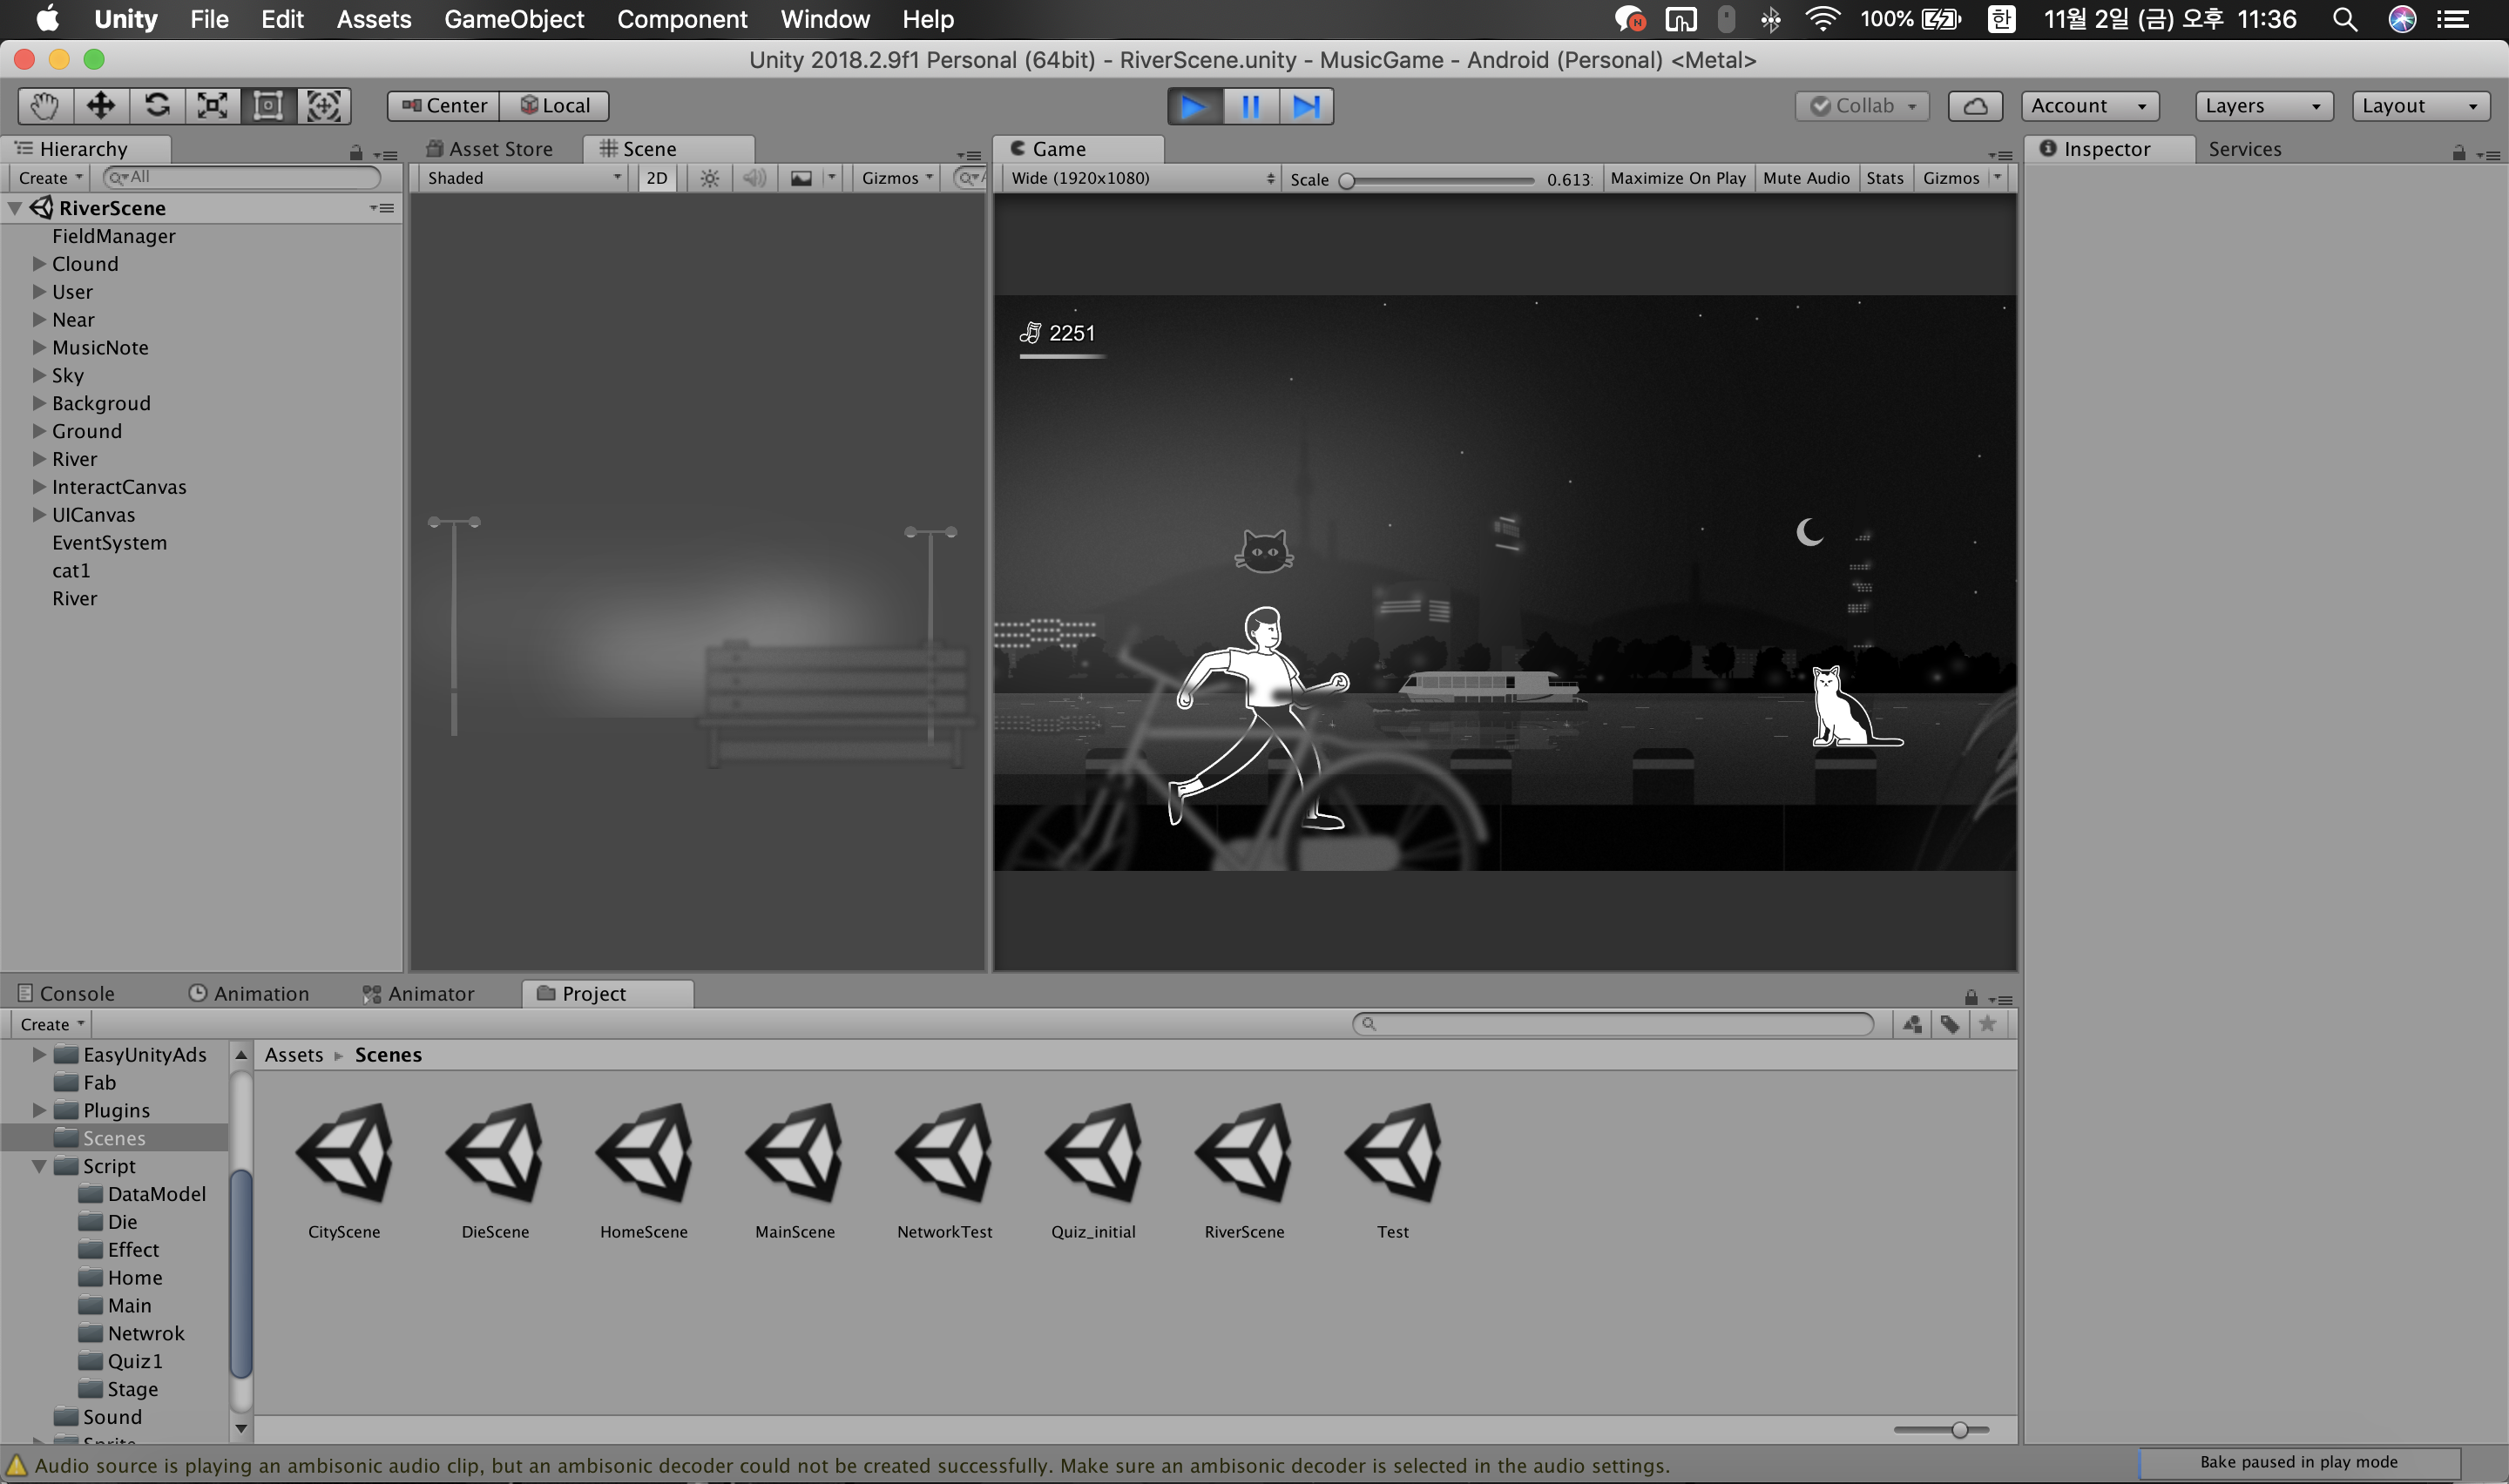 Unity File Edit Assets GameObject Component Window Help 100% 한 11월 2일 (금) 오후 11:36
Unity 2018.2.9f1 Personal (64bit) - RiverScene.unity - MusicGame - Android (Personal) <Metal>
Center Local Collab Account Layers Layout
Hierarchy Asset Store Scene Game Inspector Services
Create All Shaded 2D Gizmos Wide (1920x1080) Scale 0.613 Maximize On Play Mute Audio Stats Gizmos
RiverScene
FieldManager
Clound
User
Near
MusicNote
Sky
Backgroud
Ground
River
InteractCanvas
UICanvas
EventSystem
cat1
River
2251
Console Animation Animator Project
Create
Assets Scenes
EasyUnityAds
Fab
Plugins
Scenes
Script
DataModel
Die
Effect
Home
Main
Netwrok
Quiz1
Stage
Sound
CityScene DieScene HomeScene MainScene NetworkTest Quiz_initial RiverScene Test
Audio source is playing an ambisonic audio clip, but an ambisonic decoder could not be created successfully. Make sure an ambisonic decoder is selected in the audio settings.
Bake paused in play mode